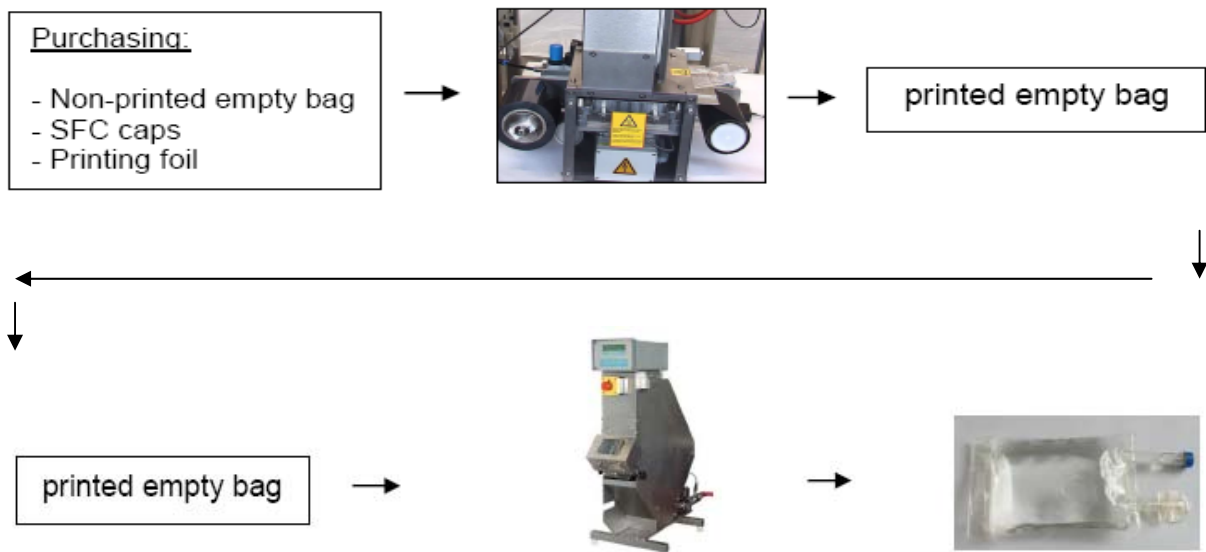 Purchasing:
- Non-printed empty bag
- SFC caps
- Printing foil
printed empty bag
printed empty bag